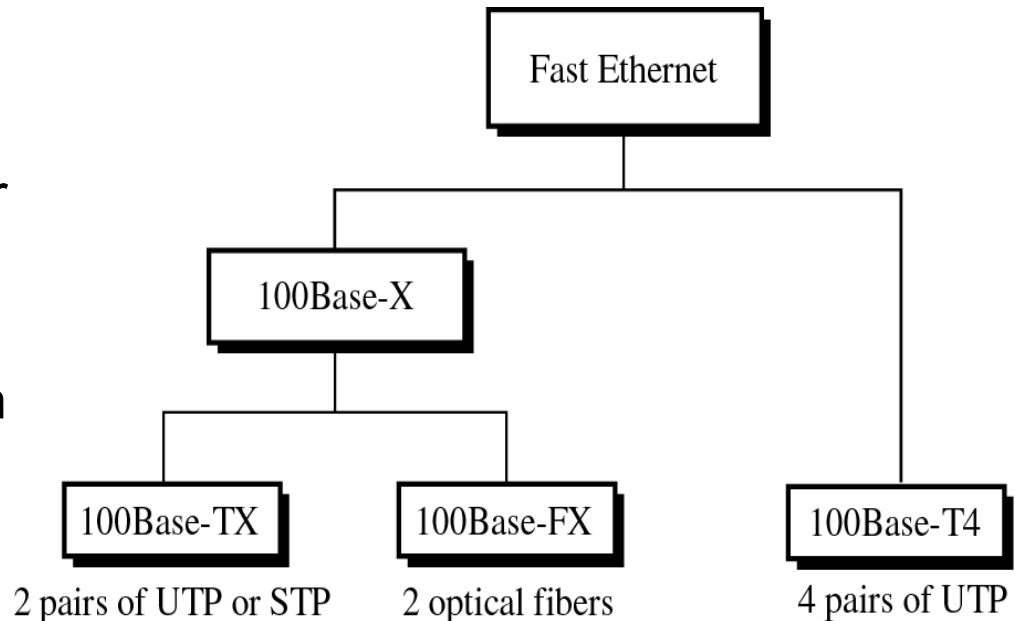 Fast Ethernet
100Base-X
100Base-TX
100Base-FX
100Base-T4
2 pairs of UTP or STP
2 optical fibers
4 pairs of UTP